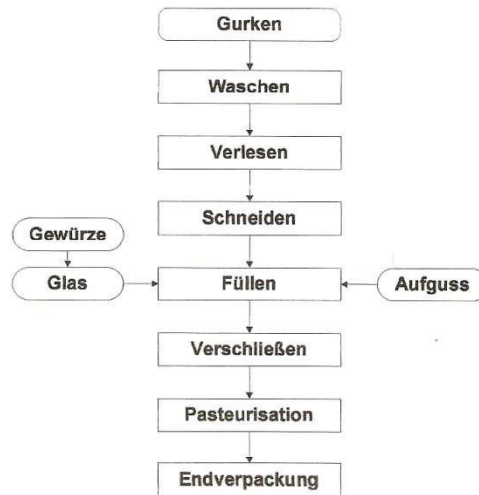 Gurken
Waschen
Verlesen
Schneiden
Gewürze
Glas
Füllen
Aufguss
Verschließen
Pasteurisation
Endverpackung